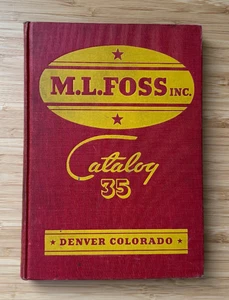 M.L.FOSS INC.
Catalog
35
DENVER COLORADO